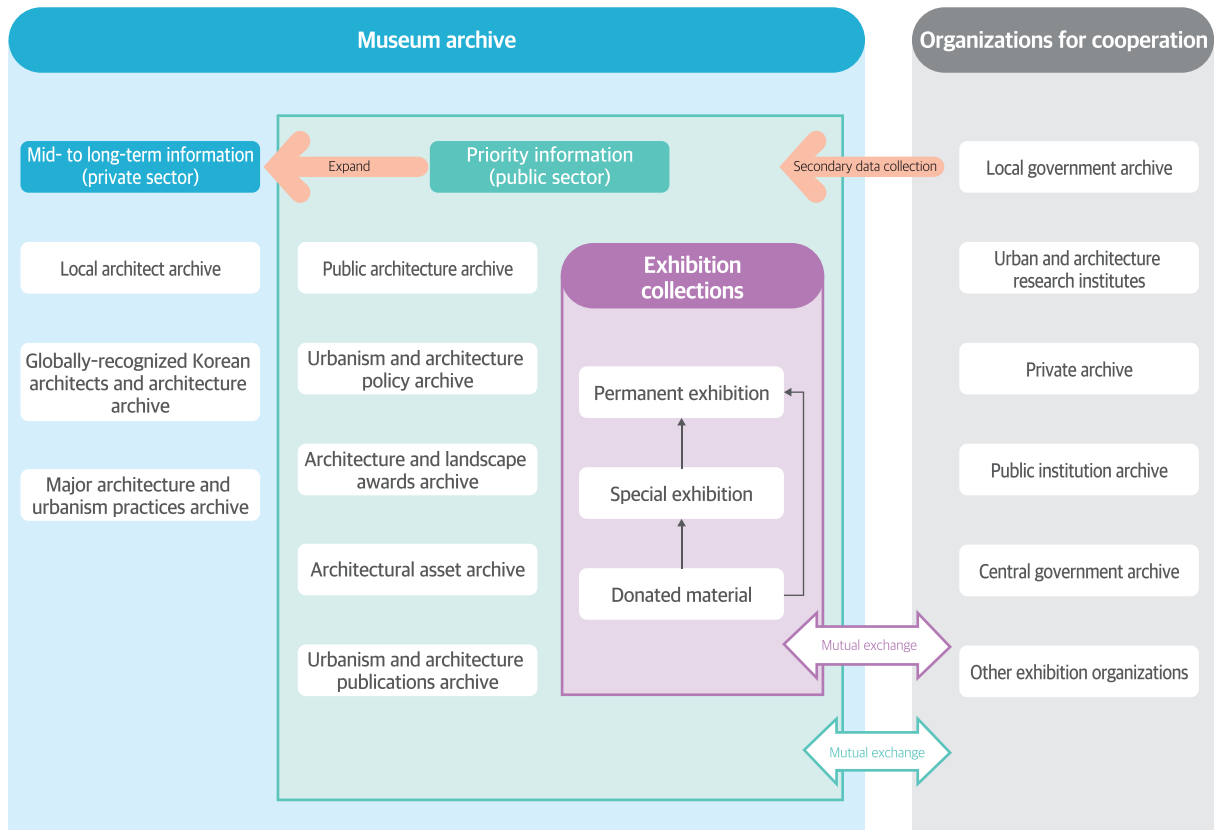 Museum archive
Organizations for cooperation
Mid- to long-term information
(private sector)
Expand
Priority information
(public sector)
Secondary data collection
Local government archive
Local architect archive
Globally-recognized Korean
architects and architecture
archive
Major architecture and
urbanism practices archive
Public architecture archive
Urbanism and architecture
policy archive
Architecture and landscape
awards archive
Architectural asset archive
Urbanism and architecture
publications archive
Exhibition
collections
Permanent exhibition
Special exhibition
Donated material
Mutual exchange
Mutual exchange
Urban and architecture
research institutes
Private archive
Public institution archive
Central government archive
Other exhibition organizations